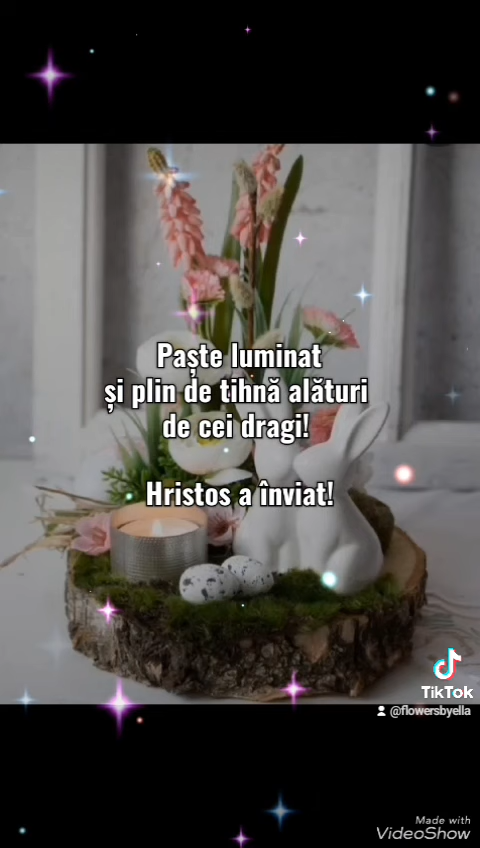 Paște luminat
și plin de tihnă alături
de cei dragi!
Hristos a înviat!
TikTok
@flowersbyella
Made with
VideoShow